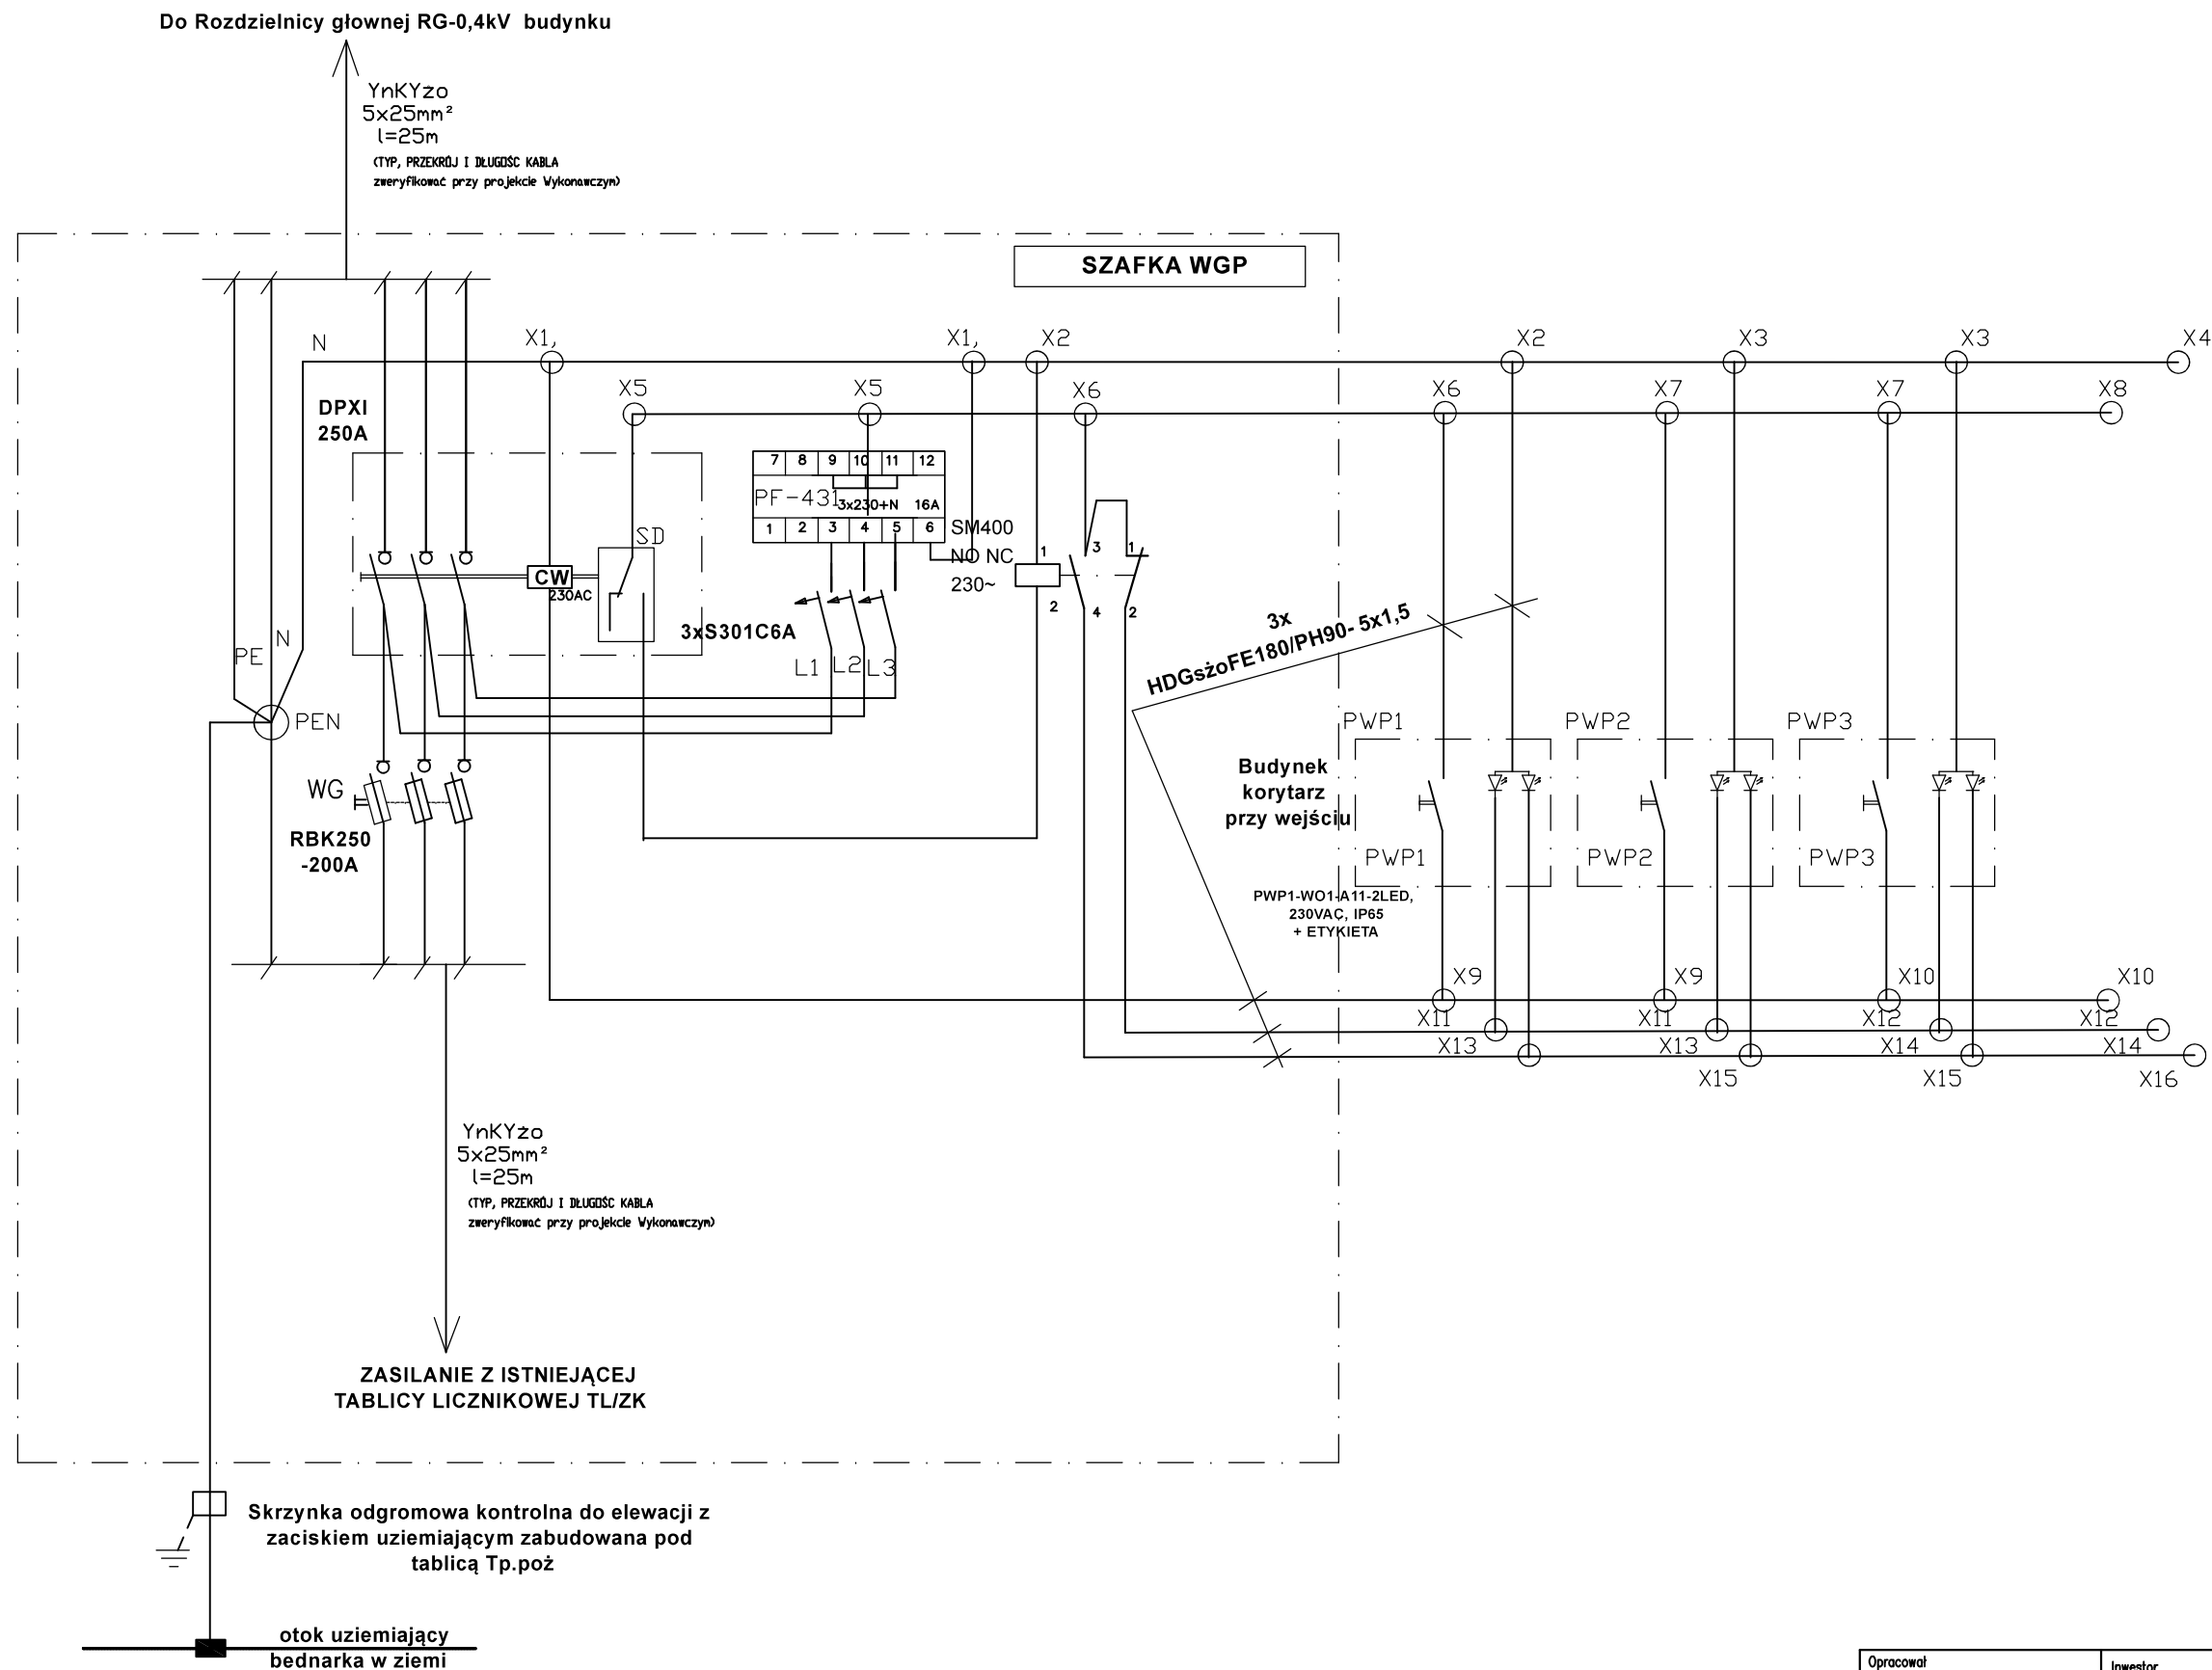 Do Rozdzielnicy głownej RG-0,4kV budynku
YnKYżo
5x25mm²
l=25m
(TYP, PRZEKRÓJ I DŁUGOŚC KABLA
zweryfikować przy projekcie Wykonawczym)
SZAFKA WGP
N
X1,
X1,
X2
X2
X3
X3
X4
X5
X5
X6
X6
X7
X7
X8
DPXI
250A
7 8 9 10 11 12
PF-431
3x230+N 16A
1 2 3 4 5 6
SM400
NO NC
230~
1
2
3
4
1
2
SD
CW
230AC
3xS301C6A
L1
L2
L3
3x
HDGsżoFE180/PH90- 5x1,5
PE
N
PEN
WG
RBK250
-200A
PWP1
PWP2
PWP3
Budynek
korytarz
przy wejściu
PWP1
PWP2
PWP3
PWP1-WO1-A11-2LED,
230VAC, IP65
+ ETYKIETA
X9
X9
X10
X10
X11
X11
X12
X12
X13
X13
X14
X14
X15
X15
X16
YnKYżo
5x25mm²
l=25m
(TYP, PRZEKRÓJ I DŁUGOŚC KABLA
zweryfikować przy projekcie Wykonawczym)
ZASILANIE Z ISTNIEJĄCEJ
TABLICY LICZNIKOWEJ TL/ZK
Skrzynka odgromowa kontrolna do elewacji z
zaciskiem uziemiającym zabudowana pod
tablicą Tp.poż
otok uziemiający
bednarka w ziemi
Opracował
Inwestor